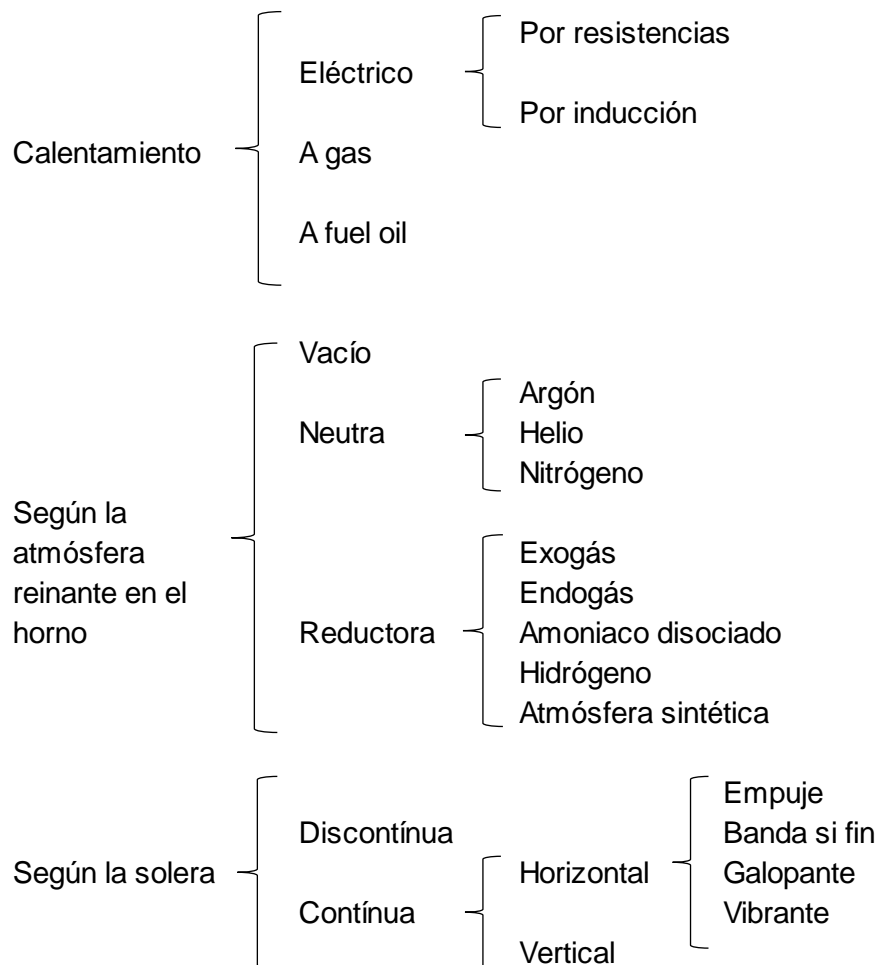 Calentamiento
Eléctrico
Por resistencias
Por inducción
A gas
A fuel oil
Según la
atmósfera
reinante en el
horno
Vacío
Neutra
Argón
Helio
Nitrógeno
Reductora
Exogás
Endogás
Amoniaco disociado
Hidrógeno
Atmósfera sintética
Según la solera
Discontínua
Contínua
Horizontal
Empuje
Banda si fin
Galopante
Vibrante
Vertical